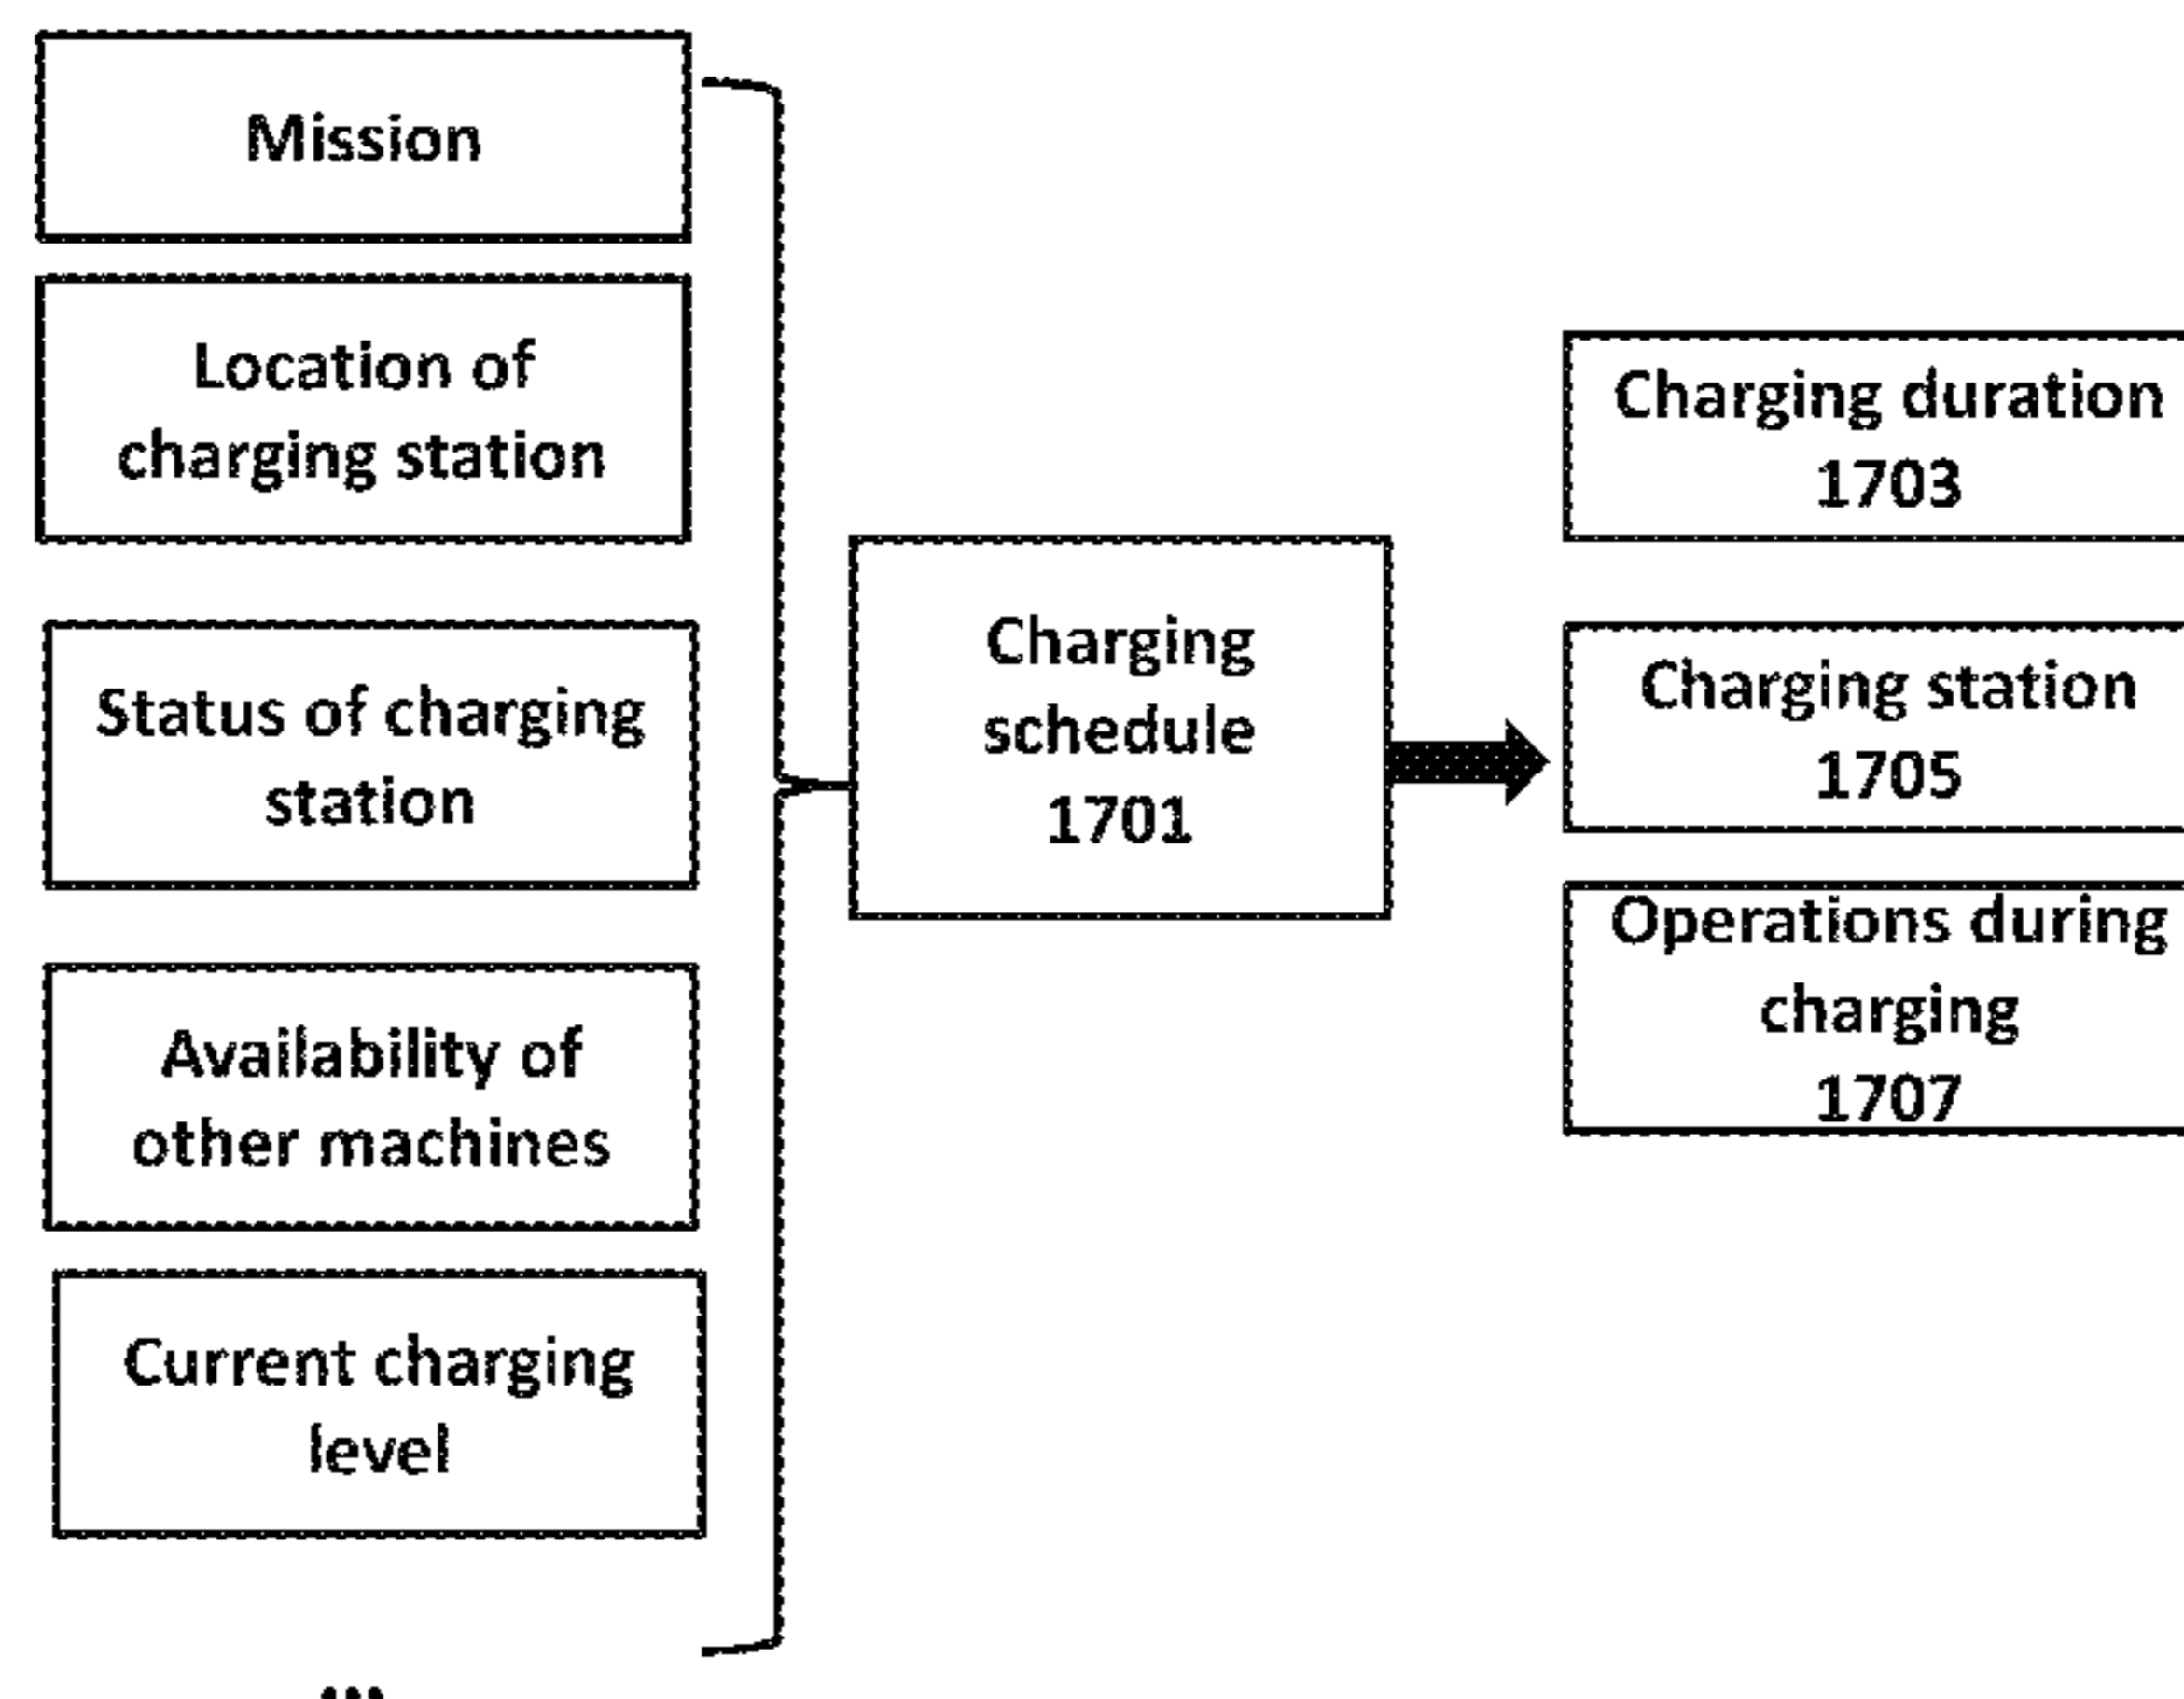 Mission
Location of
charging station
Status of charging
station
Availability of
other machines
Current charging
level
...
Charging
schedule
1701
Charging duration
1703
Charging station
1705
Operations during
charging
1707